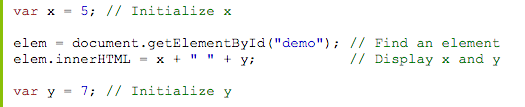 var x = 5; // Initialize x
elem = document.getElementById("demo"); // Find an element
elem.innerHTML = x + " " + y;           // Display x and y
var y = 7; // Initialize y